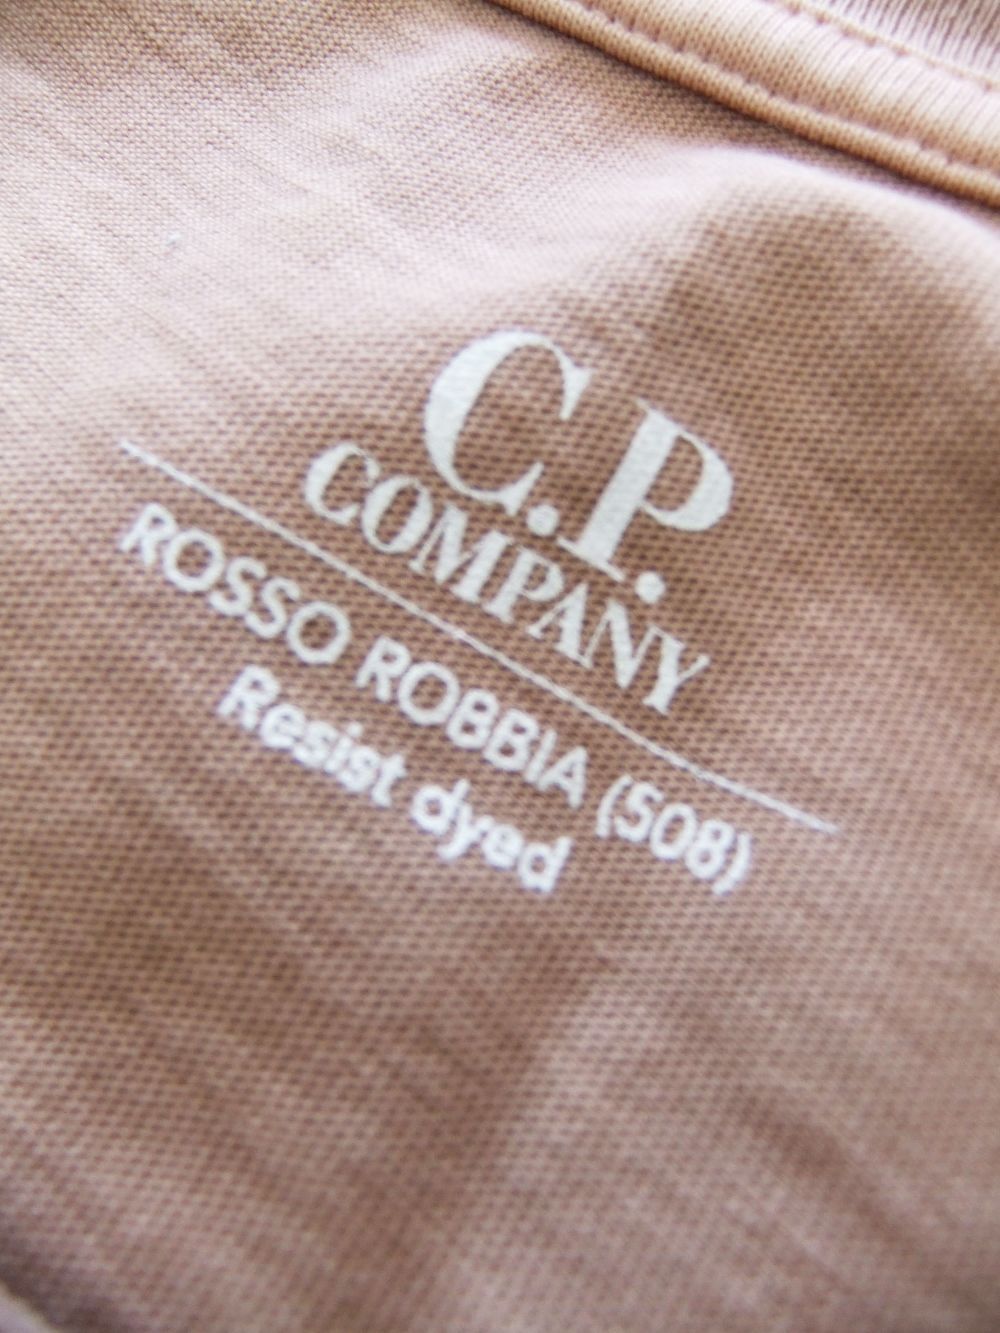 C.P.
COMPANY
ROSSO ROBBIA (508)
Resist dyed